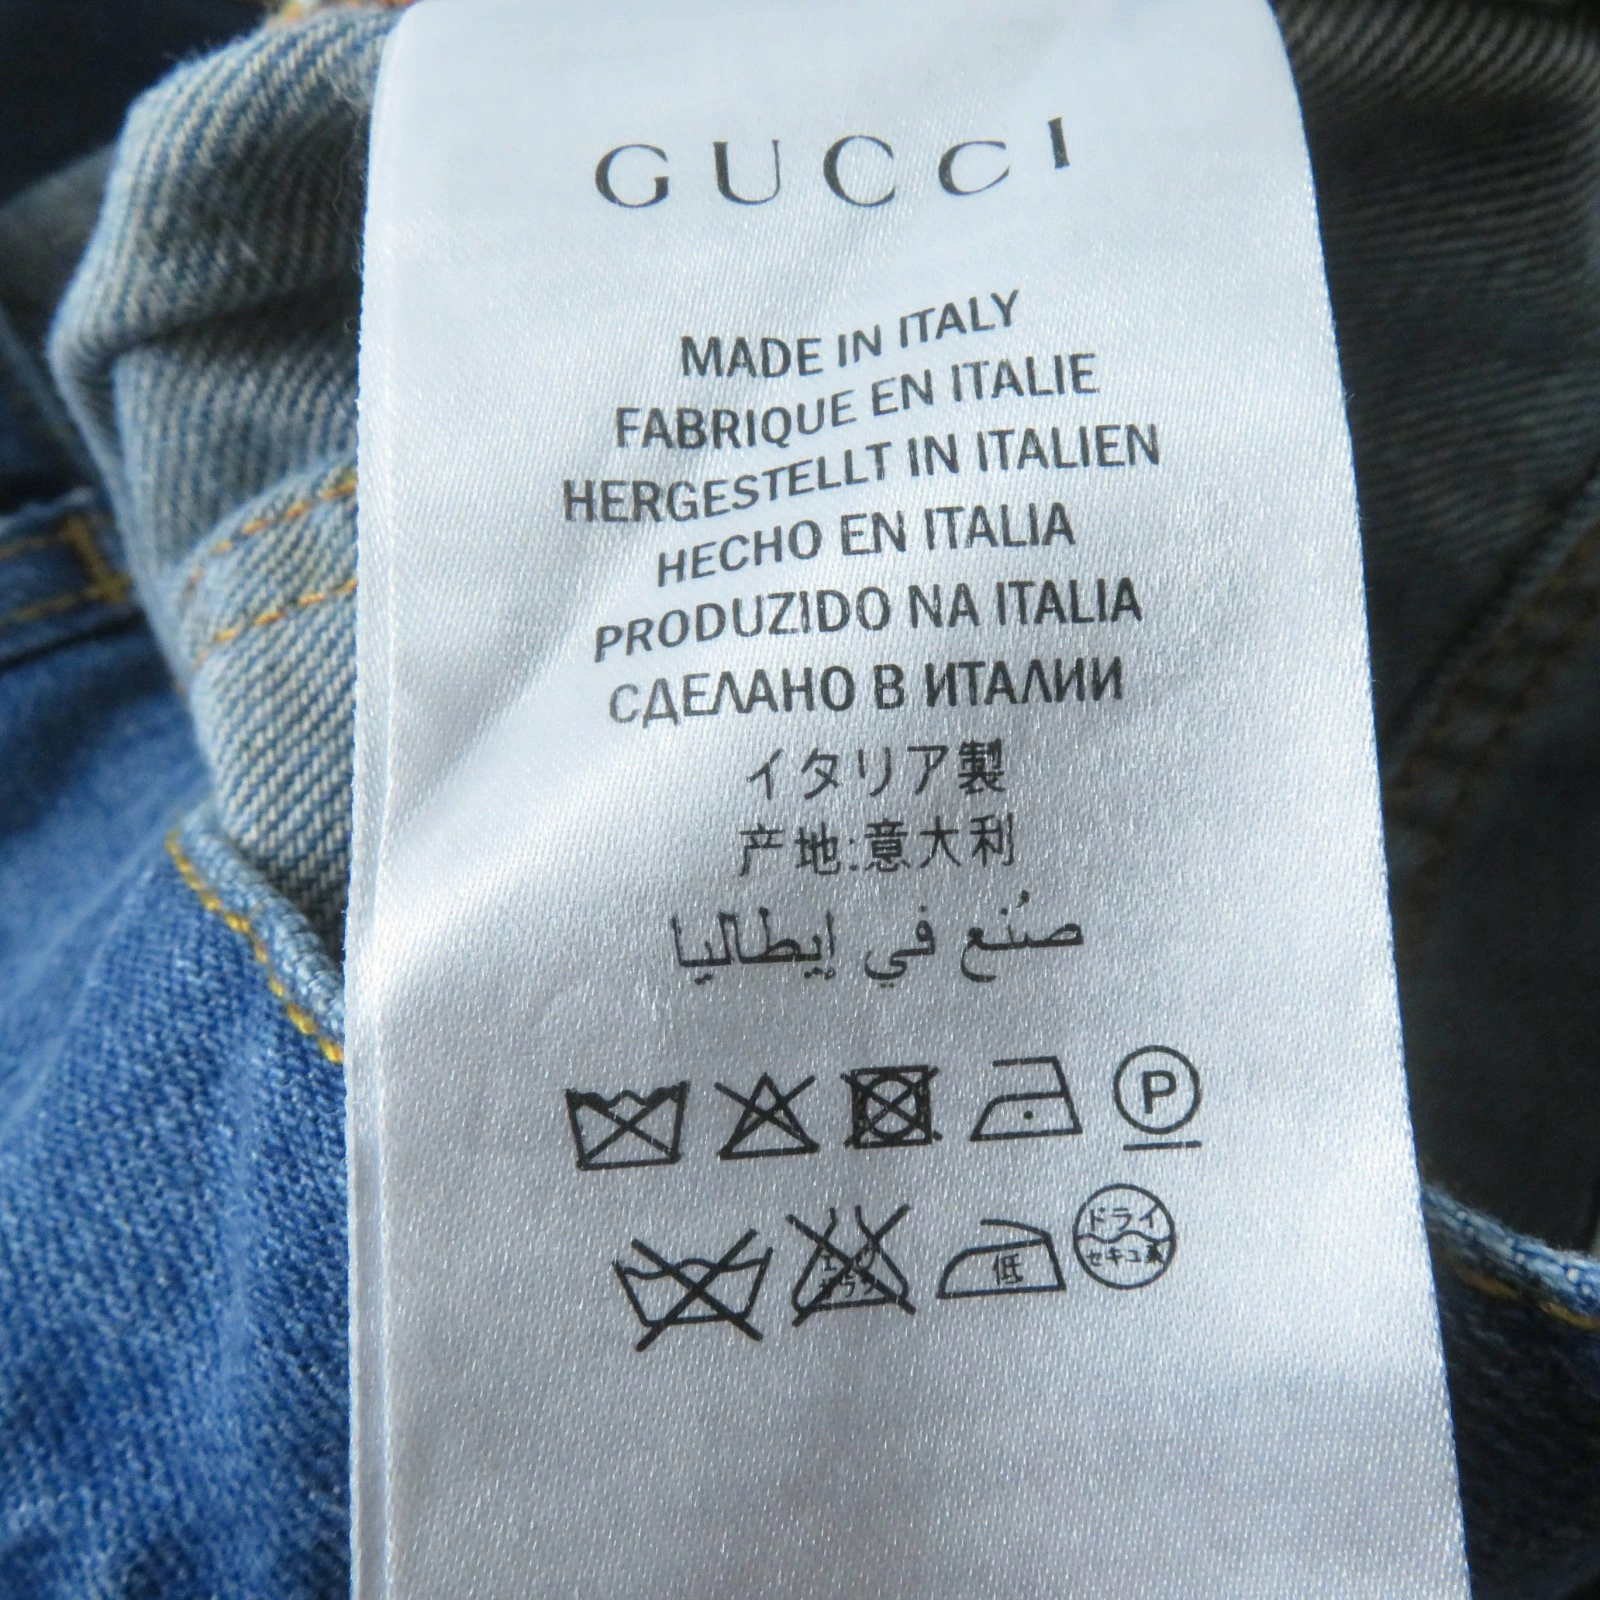 GUCCI
MADE IN ITALY
FABRIQUE EN ITALIE
HERGESTELLT IN ITALIEN
HECHO EN ITALIA
PRODUZIDO NA ITALIA
СДЕЛАНО В ИТАЛИИ
イタリア製
产地:意大利
صُنع في إيطاليا
P
低 ドライ
セキユ系